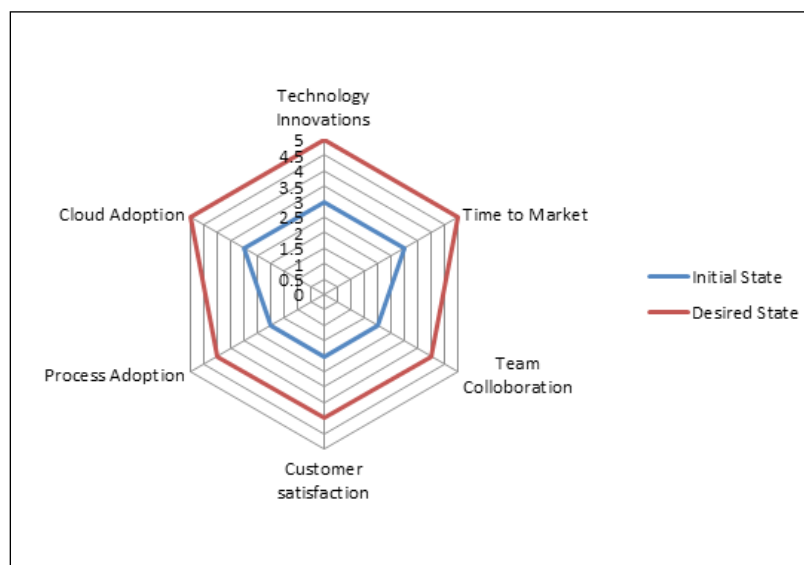 Technology
Innovations
5
4.5
4
3.5
3
2.5
2
1.5
1
0.5
0
Cloud Adoption
Time to Market
Initial State
Desired State
Process Adoption
Team
Colloboration
Customer
satisfaction